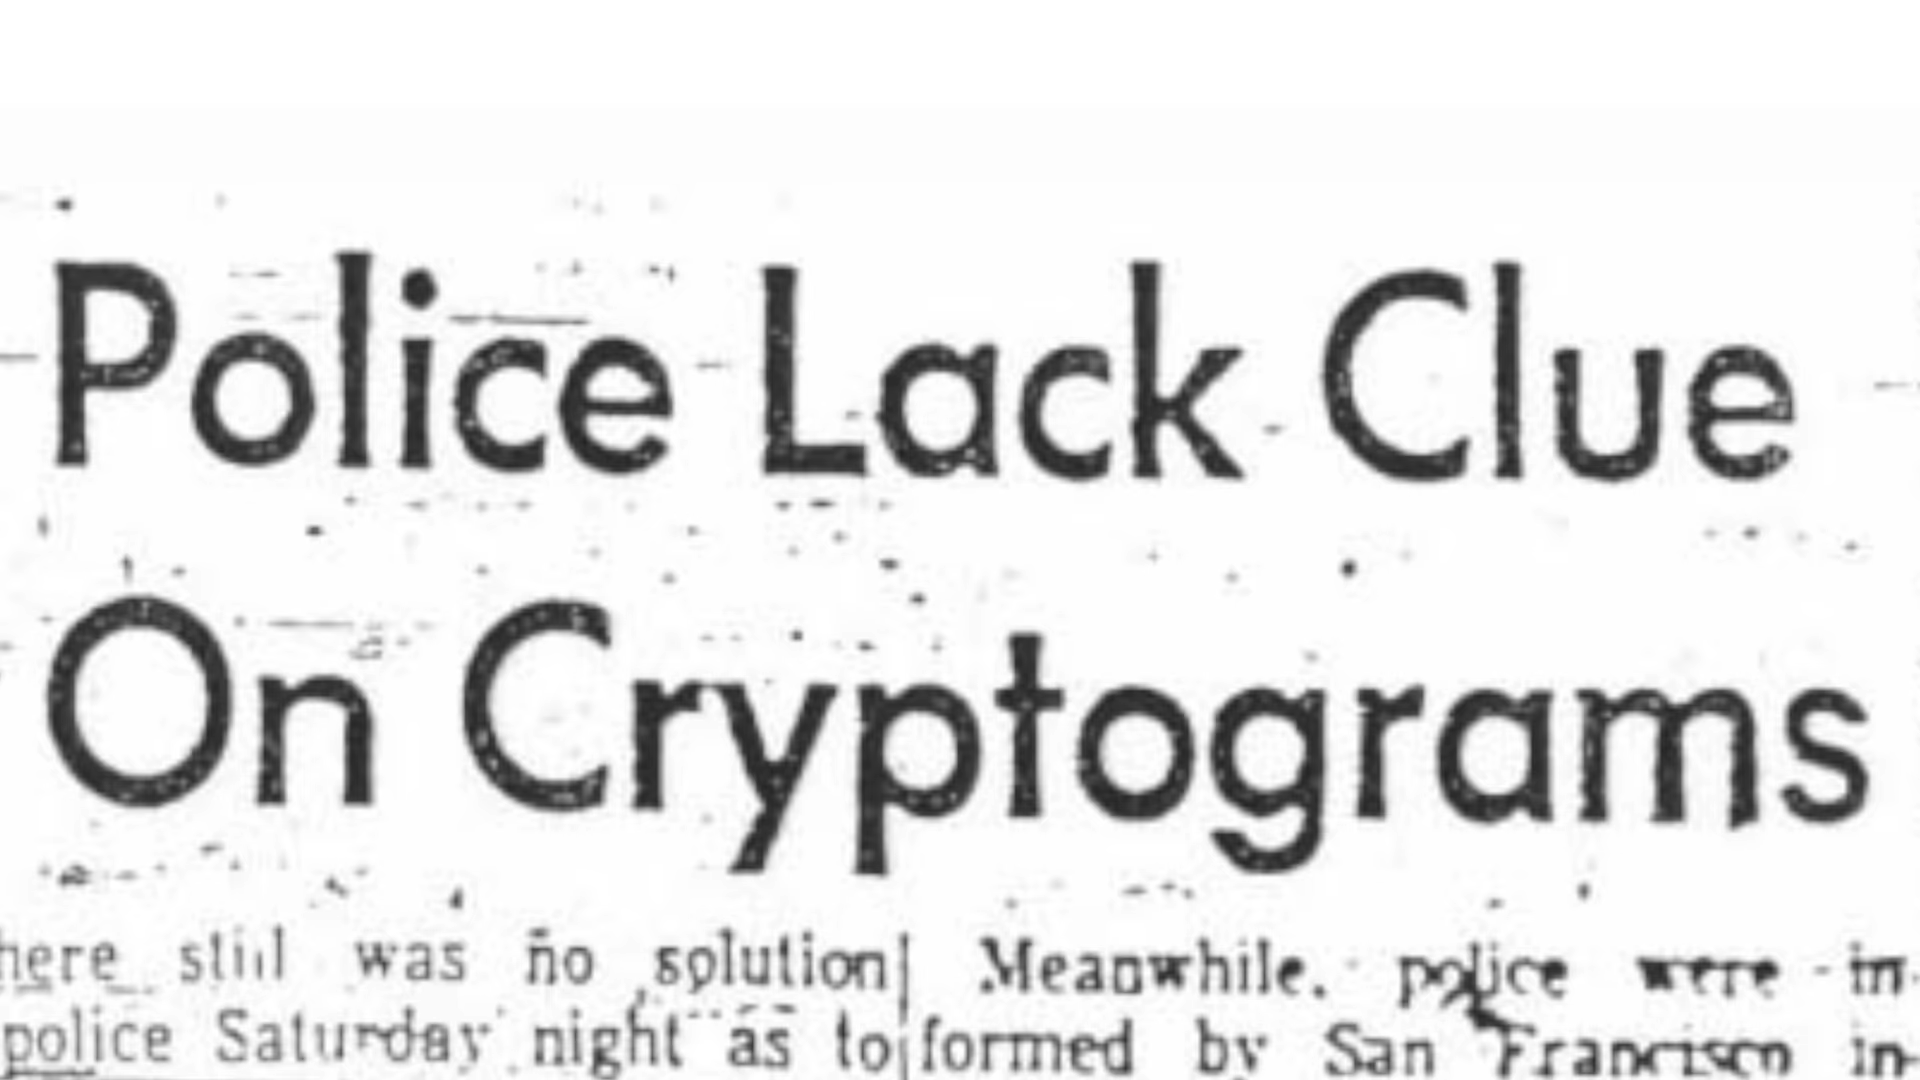 Police Lack Clue
On Cryptograms
here still was no solution
police Saturday night as to
Meanwhile, police were in-
formed by San Francisco in-